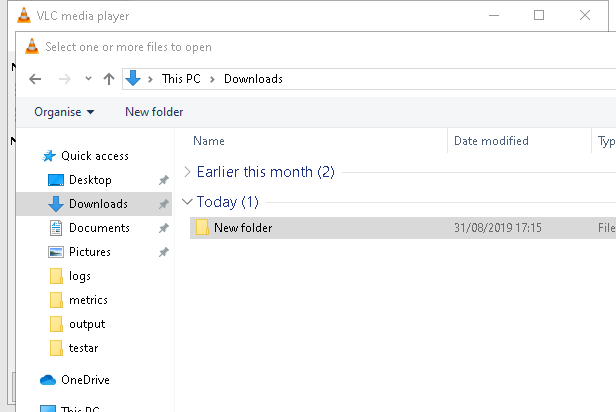 VLC media player
Select one or more files to open
This PC > Downloads
Organise
New folder
Name
Date modified
Quick access
Earlier this month (2)
Desktop
Today (1)
Downloads
New folder
31/08/2019 17:15
File
Documents
Pictures
logs
metrics
output
testar
OneDrive
This PC